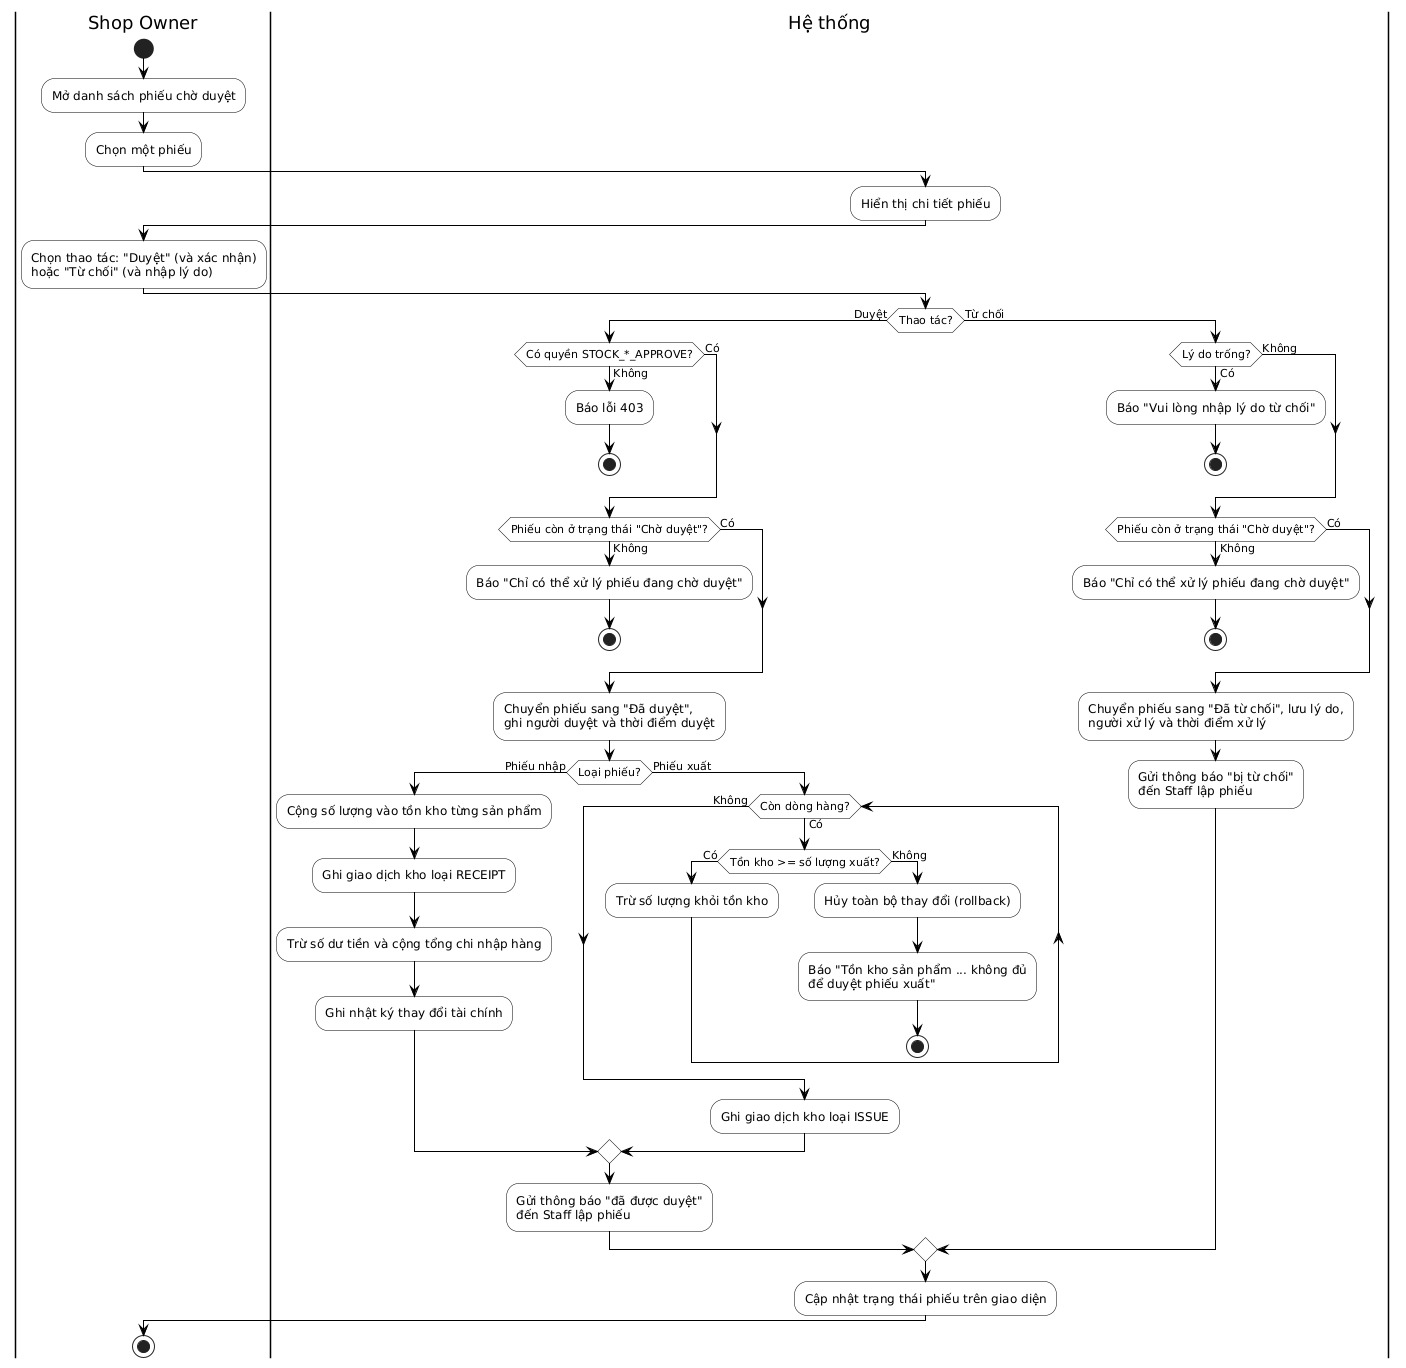 Shop Owner
Hệ thống
Mở danh sách phiếu chờ duyệt
Chọn một phiếu
Hiển thị chi tiết phiếu
Chọn thao tác: "Duyệt" (và xác nhận)
hoặc "Từ chối" (và nhập lý do)
Duyệt
Thao tác?
Từ chối
Có quyền STOCK_*_APPROVE?
Có
Không
Báo lỗi 403
Lý do trống?
Không
Có
Báo "Vui lòng nhập lý do từ chối"
Phiếu còn ở trạng thái "Chờ duyệt"?
Có
Không
Báo "Chỉ có thể xử lý phiếu đang chờ duyệt"
Phiếu còn ở trạng thái "Chờ duyệt"?
Có
Không
Báo "Chỉ có thể xử lý phiếu đang chờ duyệt"
Chuyển phiếu sang "Đã duyệt",
ghi người duyệt và thời điểm duyệt
Chuyển phiếu sang "Đã từ chối", lưu lý do,
người xử lý và thời điểm xử lý
Phiếu nhập
Loại phiếu?
Phiếu xuất
Gửi thông báo "bị từ chối"
đến Staff lập phiếu
Cộng số lượng vào tồn kho từng sản phẩm
Ghi giao dịch kho loại RECEIPT
Trừ số dư tiền và cộng tổng chi nhập hàng
Ghi nhật ký thay đổi tài chính
Không
Còn dòng hàng?
Có
Có
Tồn kho >= số lượng xuất?
Không
Trừ số lượng khỏi tồn kho
Hủy toàn bộ thay đổi (rollback)
Báo "Tồn kho sản phẩm ... không đủ
để duyệt phiếu xuất"
Ghi giao dịch kho loại ISSUE
Gửi thông báo "đã được duyệt"
đến Staff lập phiếu
Cập nhật trạng thái phiếu trên giao diện